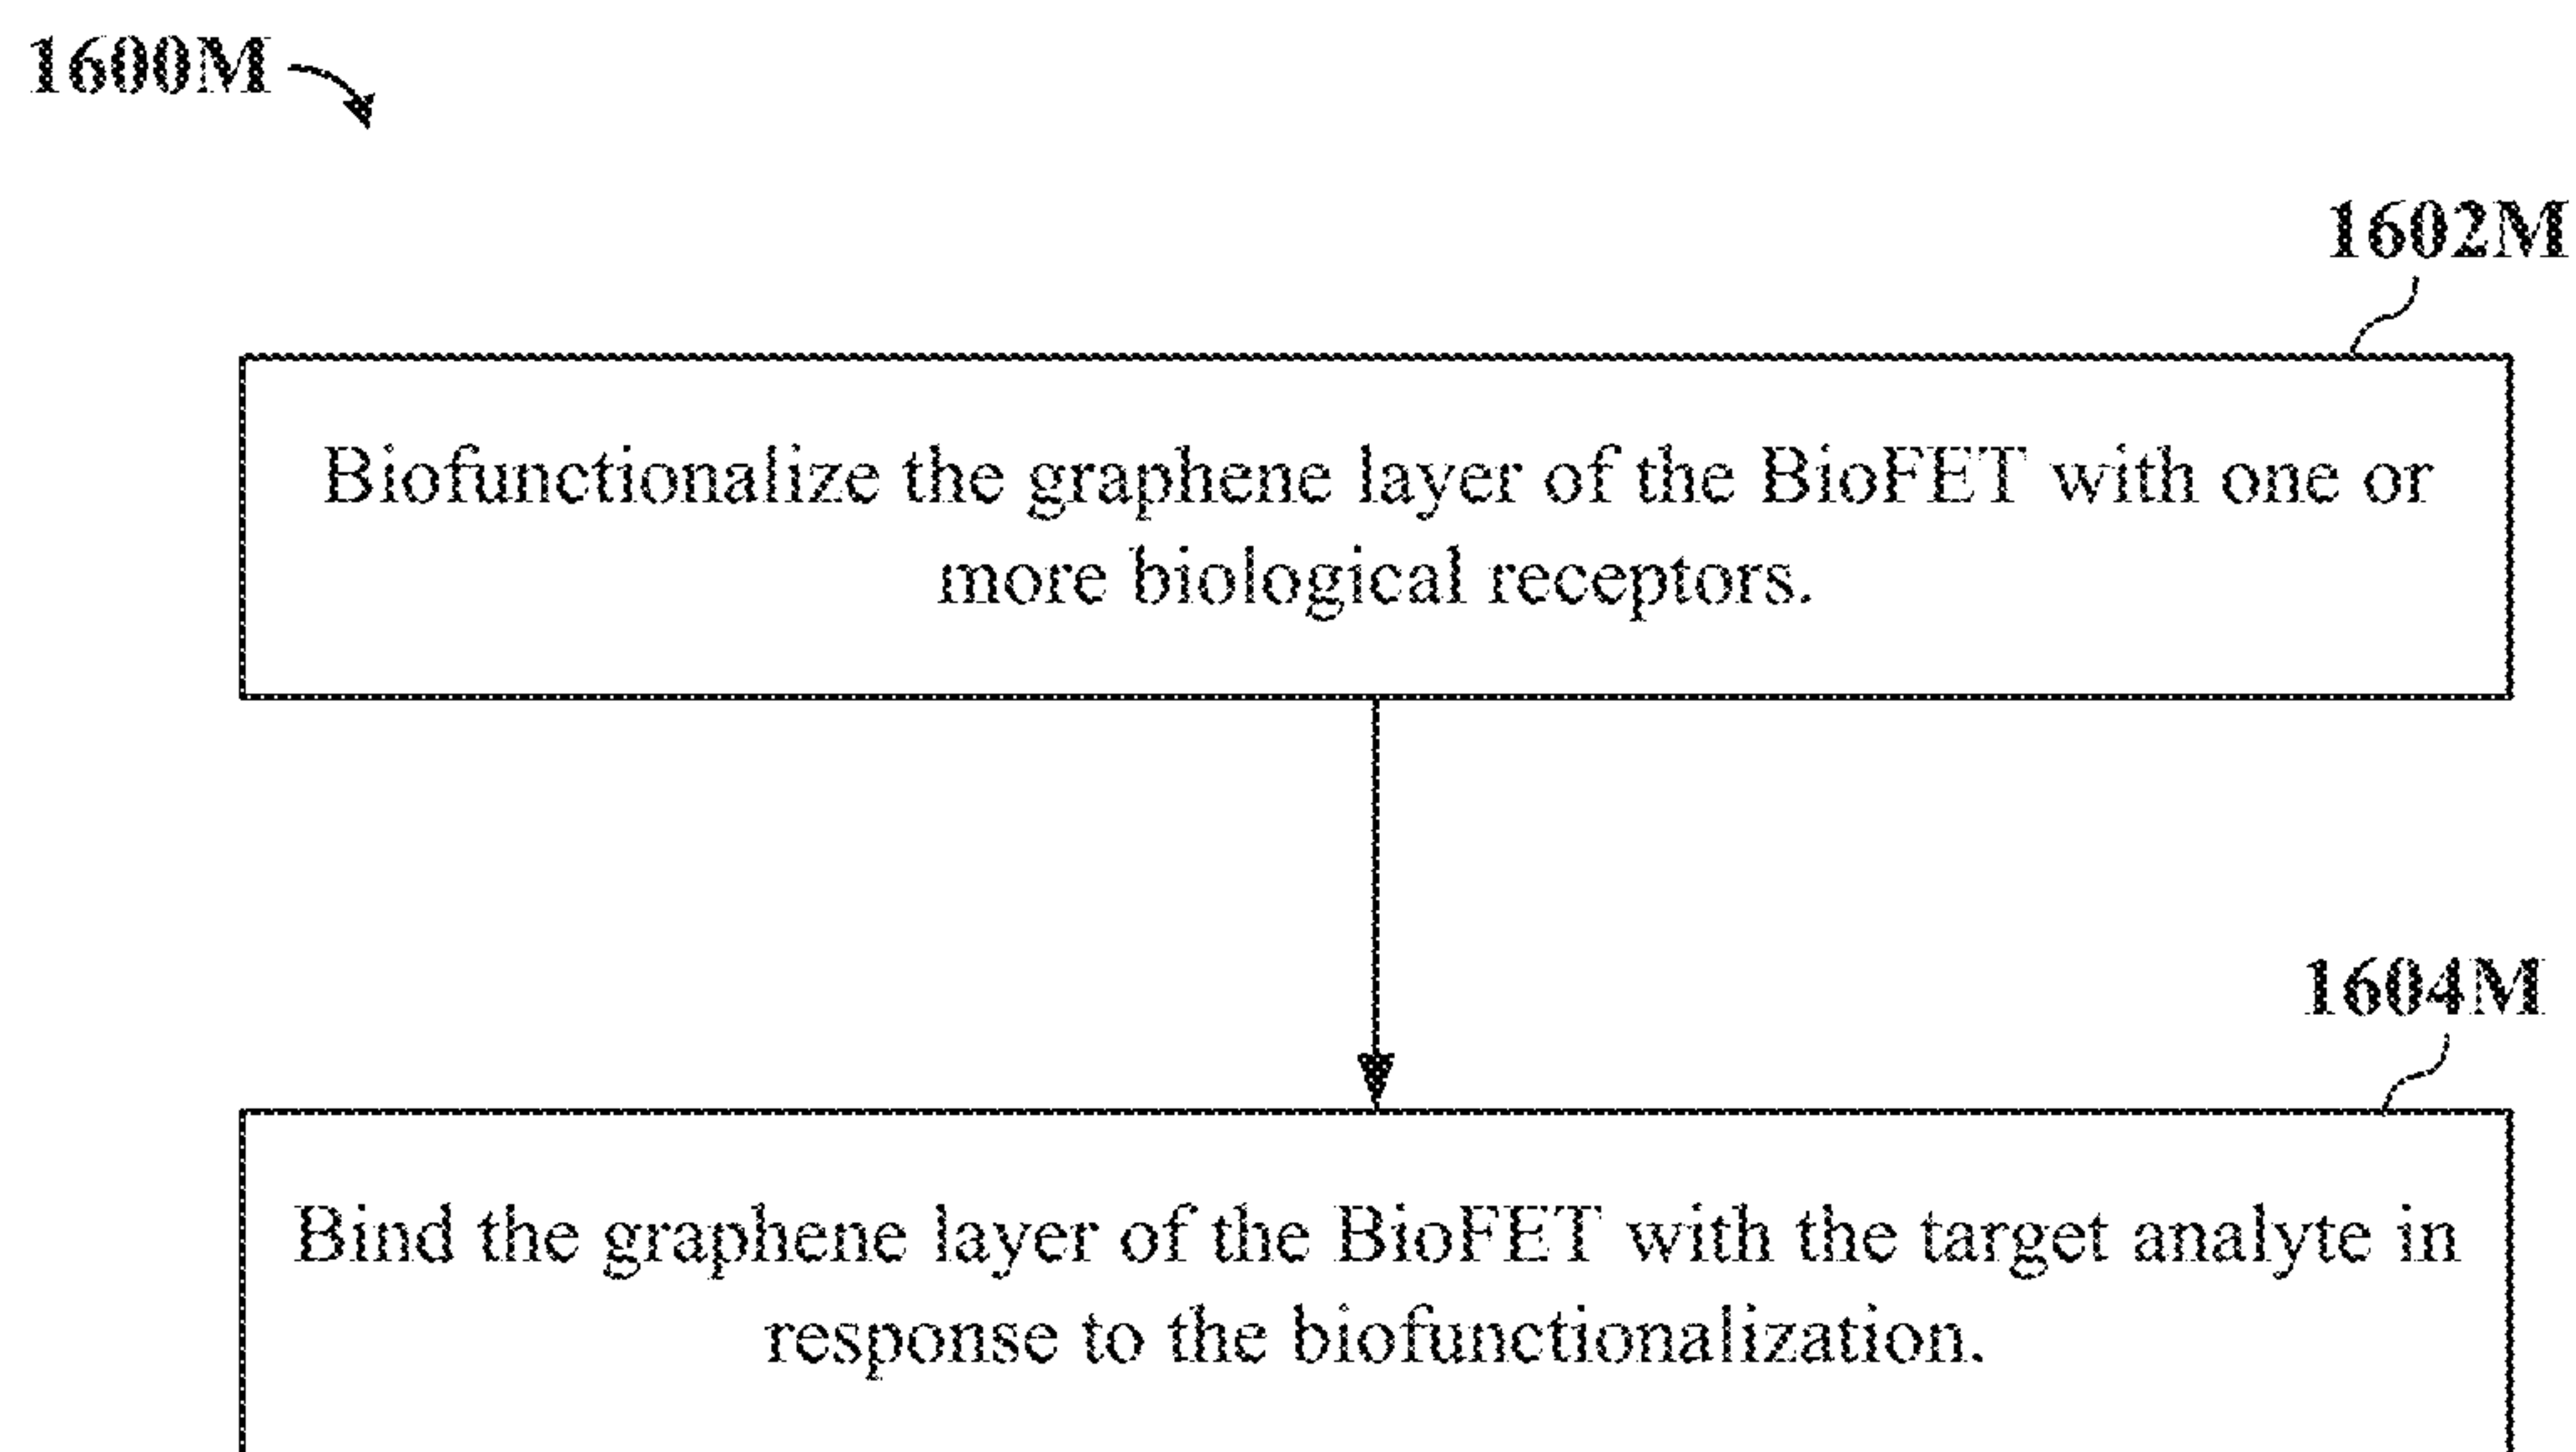 1600M
1602M
Biofunctionalize the graphene layer of the BioFET with one or
more biological receptors.
1604M
Bind the graphene layer of the BioFET with the target analyte in
response to the biofunctionalization.